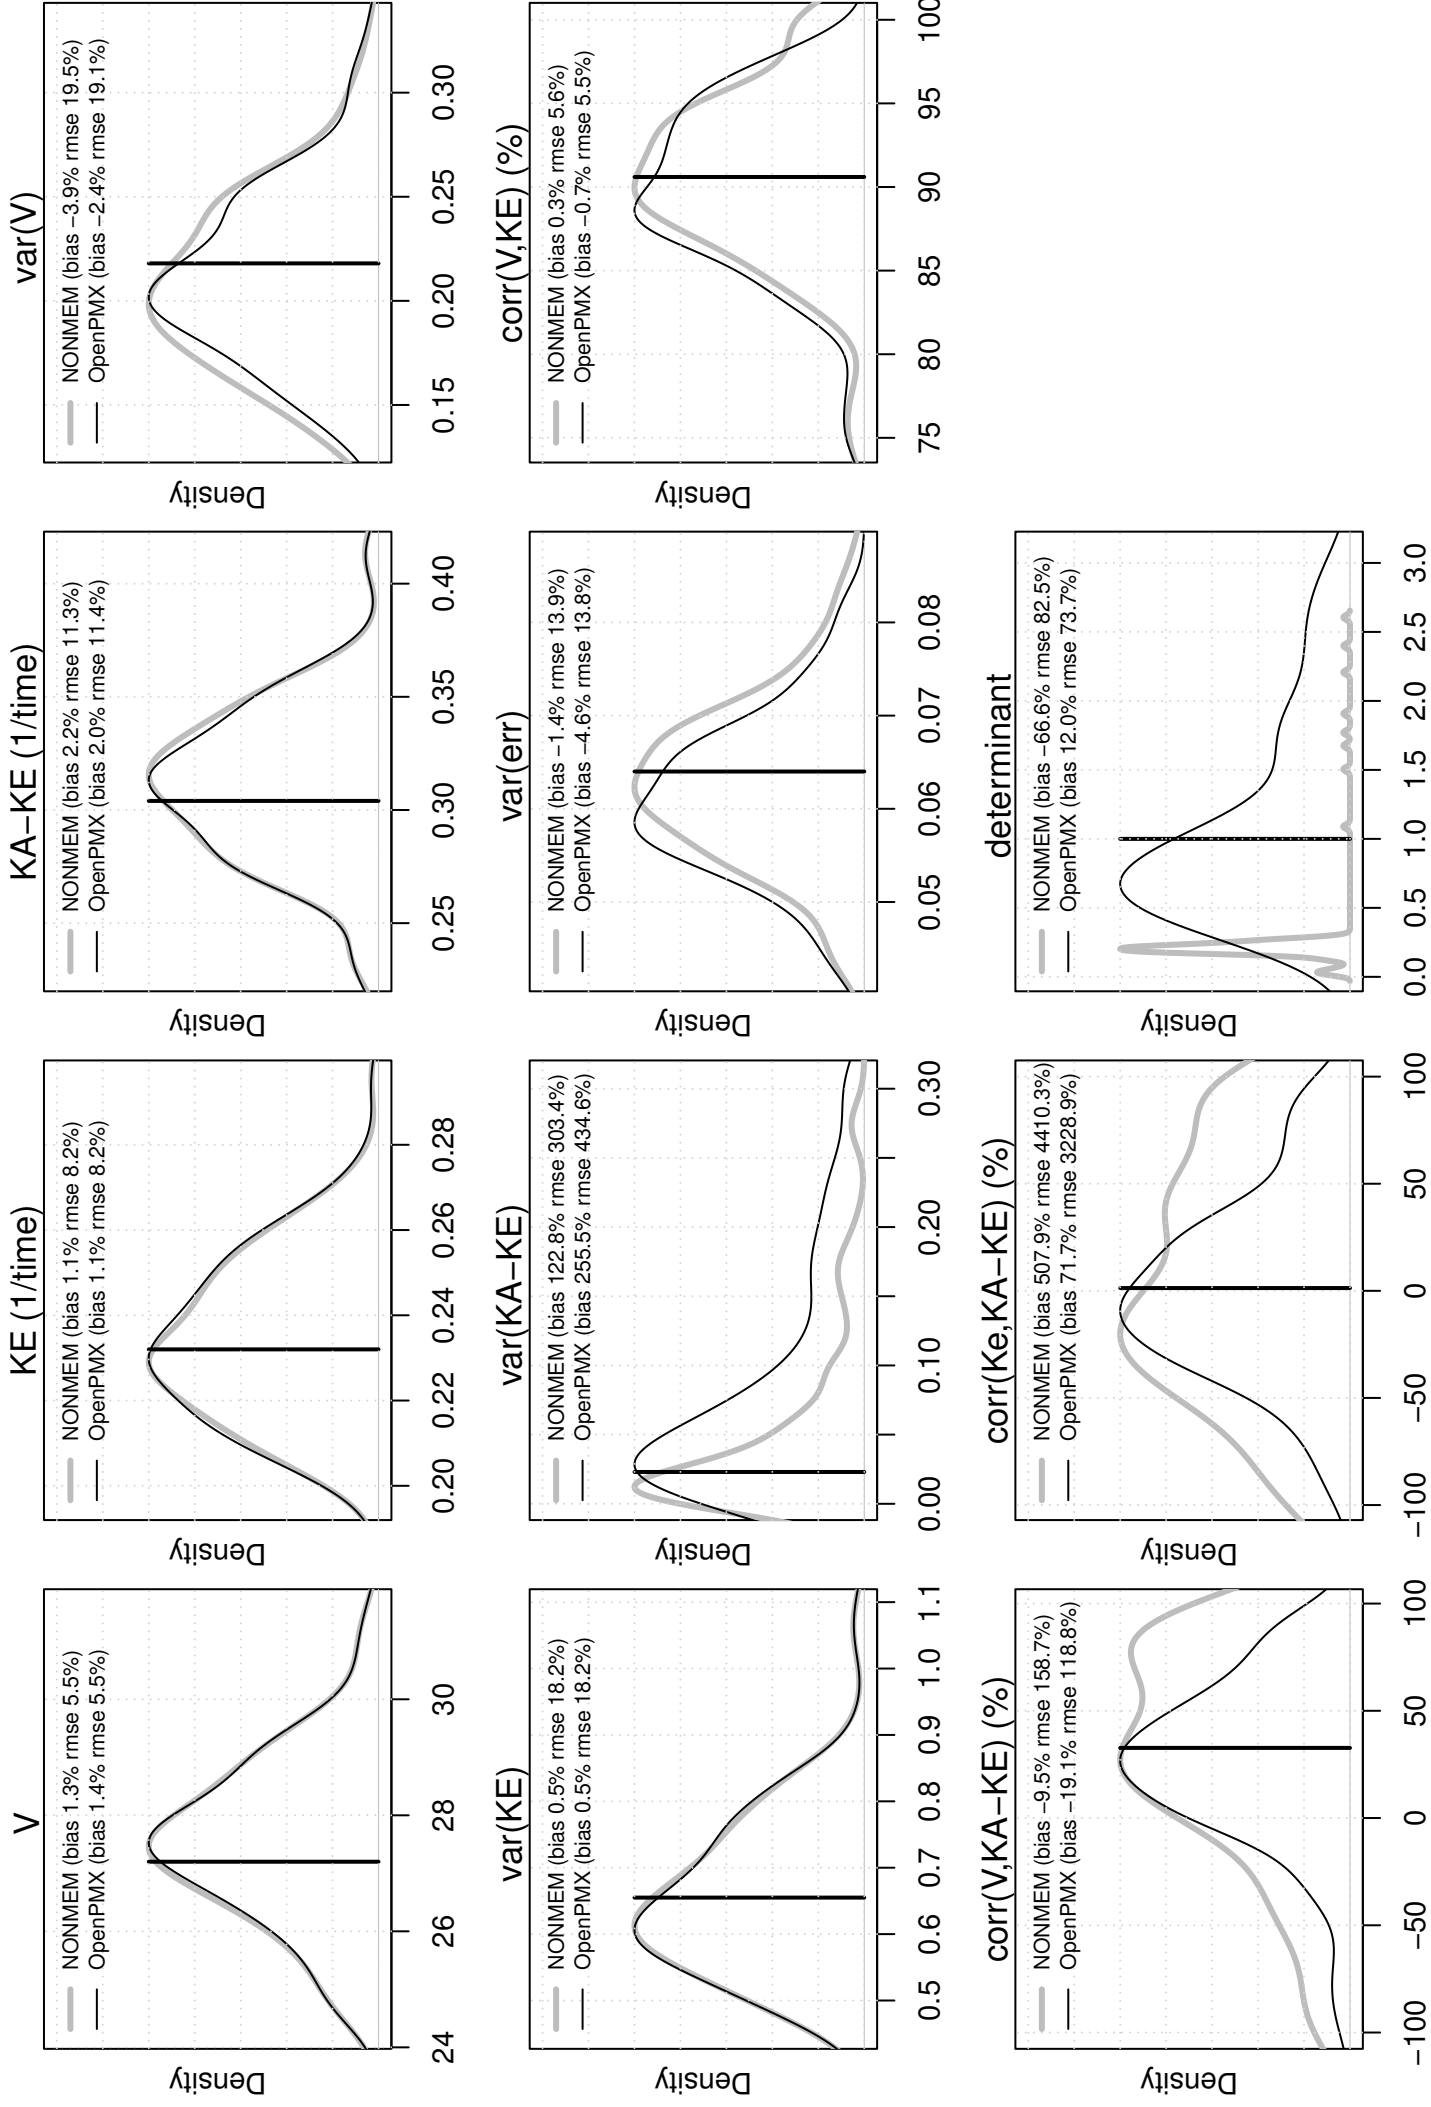 V
NONMEM (bias 1.3% rmse 5.5%)
OpenPMX (bias 1.4% rmse 5.5%)
Density
24 26 28 30
KE (1/time)
NONMEM (bias 1.1% rmse 8.2%)
OpenPMX (bias 1.1% rmse 8.2%)
Density
0.20 0.22 0.24 0.26 0.28
KA−KE (1/time)
NONMEM (bias 2.2% rmse 11.3%)
OpenPMX (bias 2.0% rmse 11.4%)
Density
0.25 0.30 0.35 0.40
var(V)
NONMEM (bias −3.9% rmse 19.5%)
OpenPMX (bias −2.4% rmse 19.1%)
Density
0.15 0.20 0.25 0.30
var(KE)
NONMEM (bias 0.5% rmse 18.2%)
OpenPMX (bias 0.5% rmse 18.2%)
Density
0.5 0.6 0.7 0.8 0.9 1.0 1.1
var(KA−KE)
NONMEM (bias 122.8% rmse 303.4%)
OpenPMX (bias 255.5% rmse 434.6%)
Density
0.00 0.10 0.20 0.30
var(err)
NONMEM (bias −1.4% rmse 13.9%)
OpenPMX (bias −4.6% rmse 13.8%)
Density
0.05 0.06 0.07 0.08
corr(V,KE) (%)
NONMEM (bias 0.3% rmse 5.6%)
OpenPMX (bias −0.7% rmse 5.5%)
Density
75 80 85 90 95 100
corr(V,KA−KE) (%)
NONMEM (bias −9.5% rmse 158.7%)
OpenPMX (bias −19.1% rmse 118.8%)
Density
−100 −50 0 50 100
corr(Ke,KA−KE) (%)
NONMEM (bias 507.9% rmse 4410.3%)
OpenPMX (bias 71.7% rmse 3228.9%)
Density
−100 −50 0 50 100
determinant
NONMEM (bias −66.6% rmse 82.5%)
OpenPMX (bias 12.0% rmse 73.7%)
Density
0.0 0.5 1.0 1.5 2.0 2.5 3.0